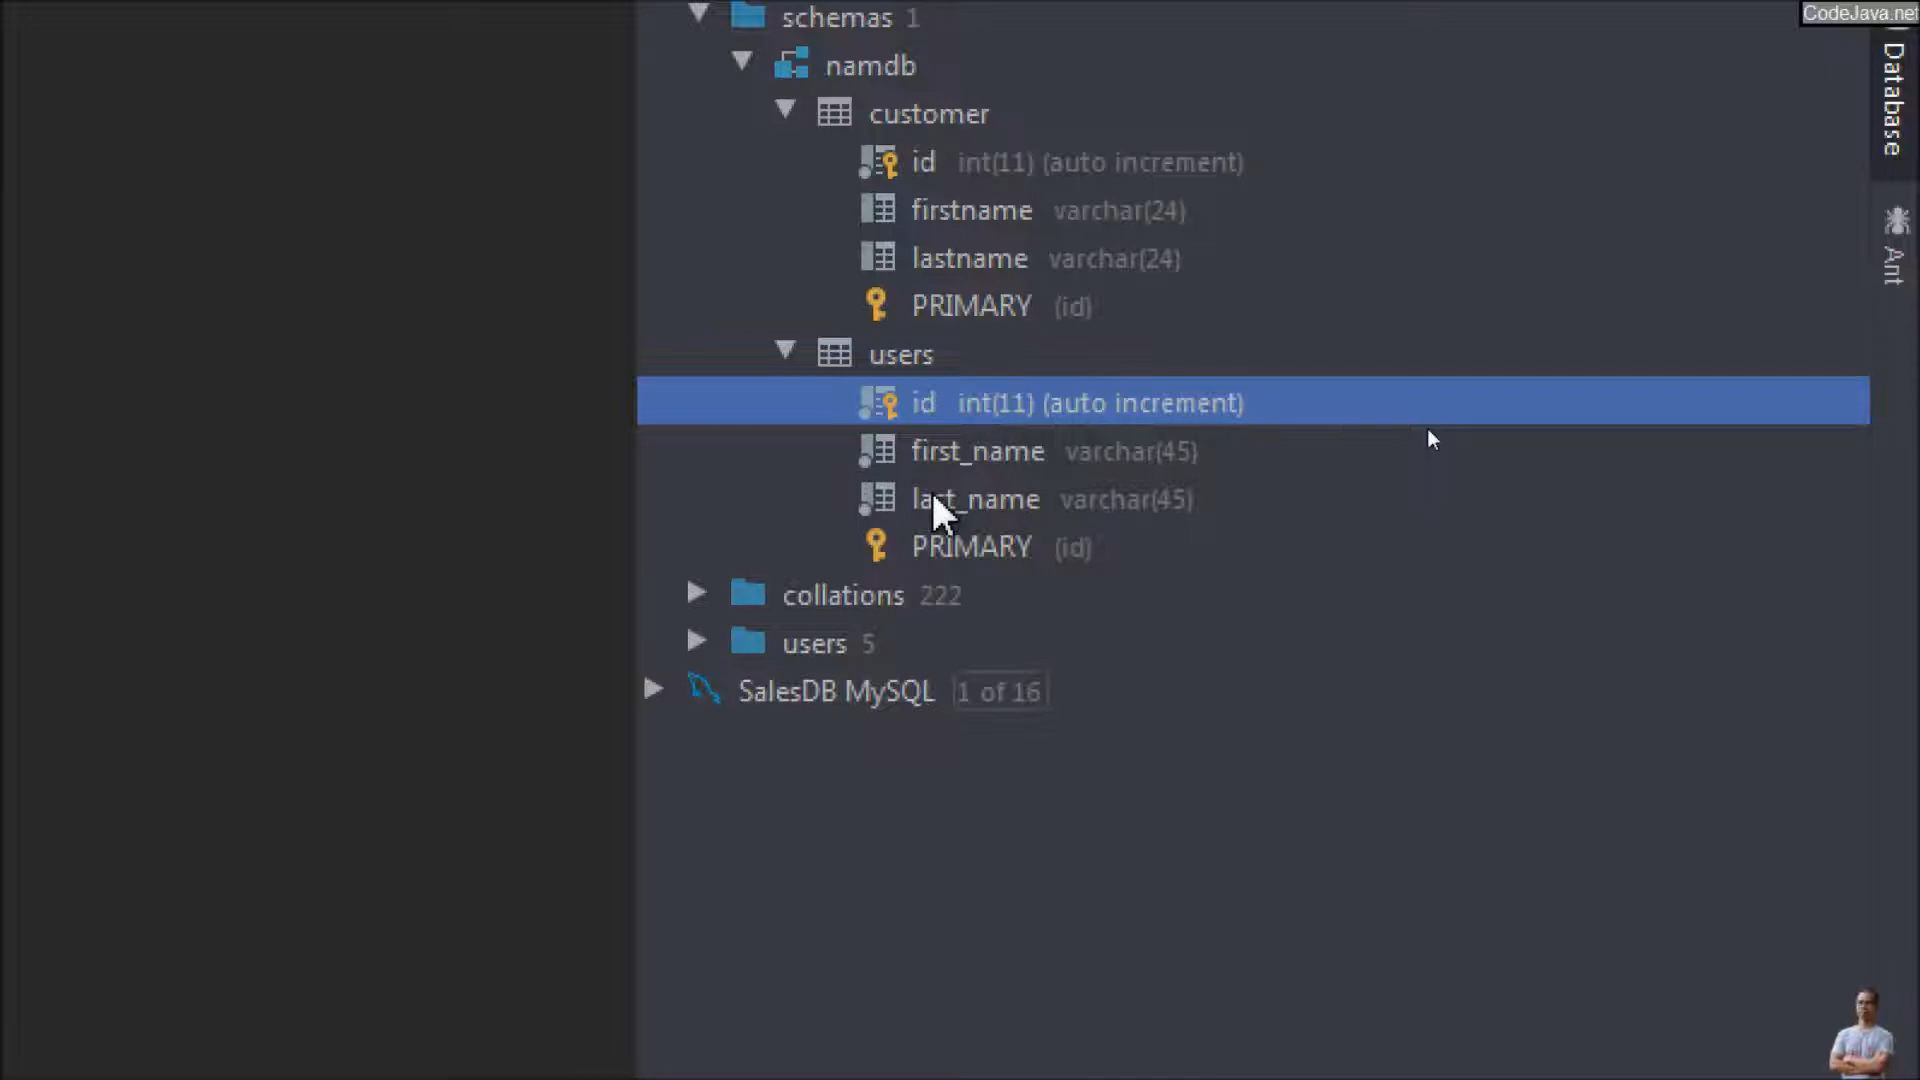 CodeJava.net
schemas 1
namdb
customer
id int(11) (auto increment)
firstname varchar(24)
lastname varchar(24)
PRIMARY (id)
users
id int(11) (auto increment)
first_name varchar(45)
last_name varchar(45)
PRIMARY (id)
collations 222
users 5
SalesDB MySQL 1 of 16
Database
Ant